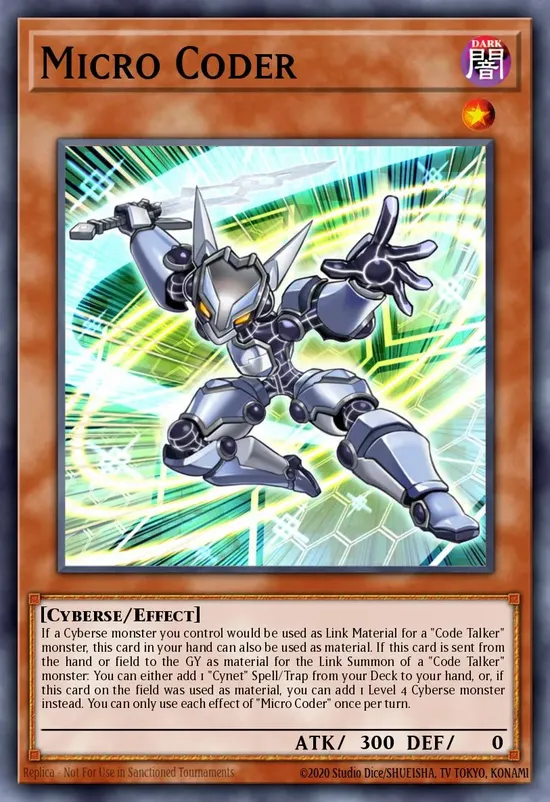 Micro Coder
DARK
闇
[Cyberse/Effect]
If a Cyberse monster you control would be used as Link Material for a "Code Talker"
monster, this card in your hand can also be used as material. If this card is sent from
the hand or field to the GY as material for the Link Summon of a "Code Talker"
monster: You can either add 1 "Cynet" Spell/Trap from your Deck to your hand, or, if
this card on the field was used as material, you can add 1 Level 4 Cyberse monster
instead. You can only use each effect of "Micro Coder" once per turn.
ATK/ 300 DEF/ 0
Replica - Not For Use in Sanctioned Tournaments
©2020 Studio Dice/SHUEISHA, TV TOKYO, KONAMI